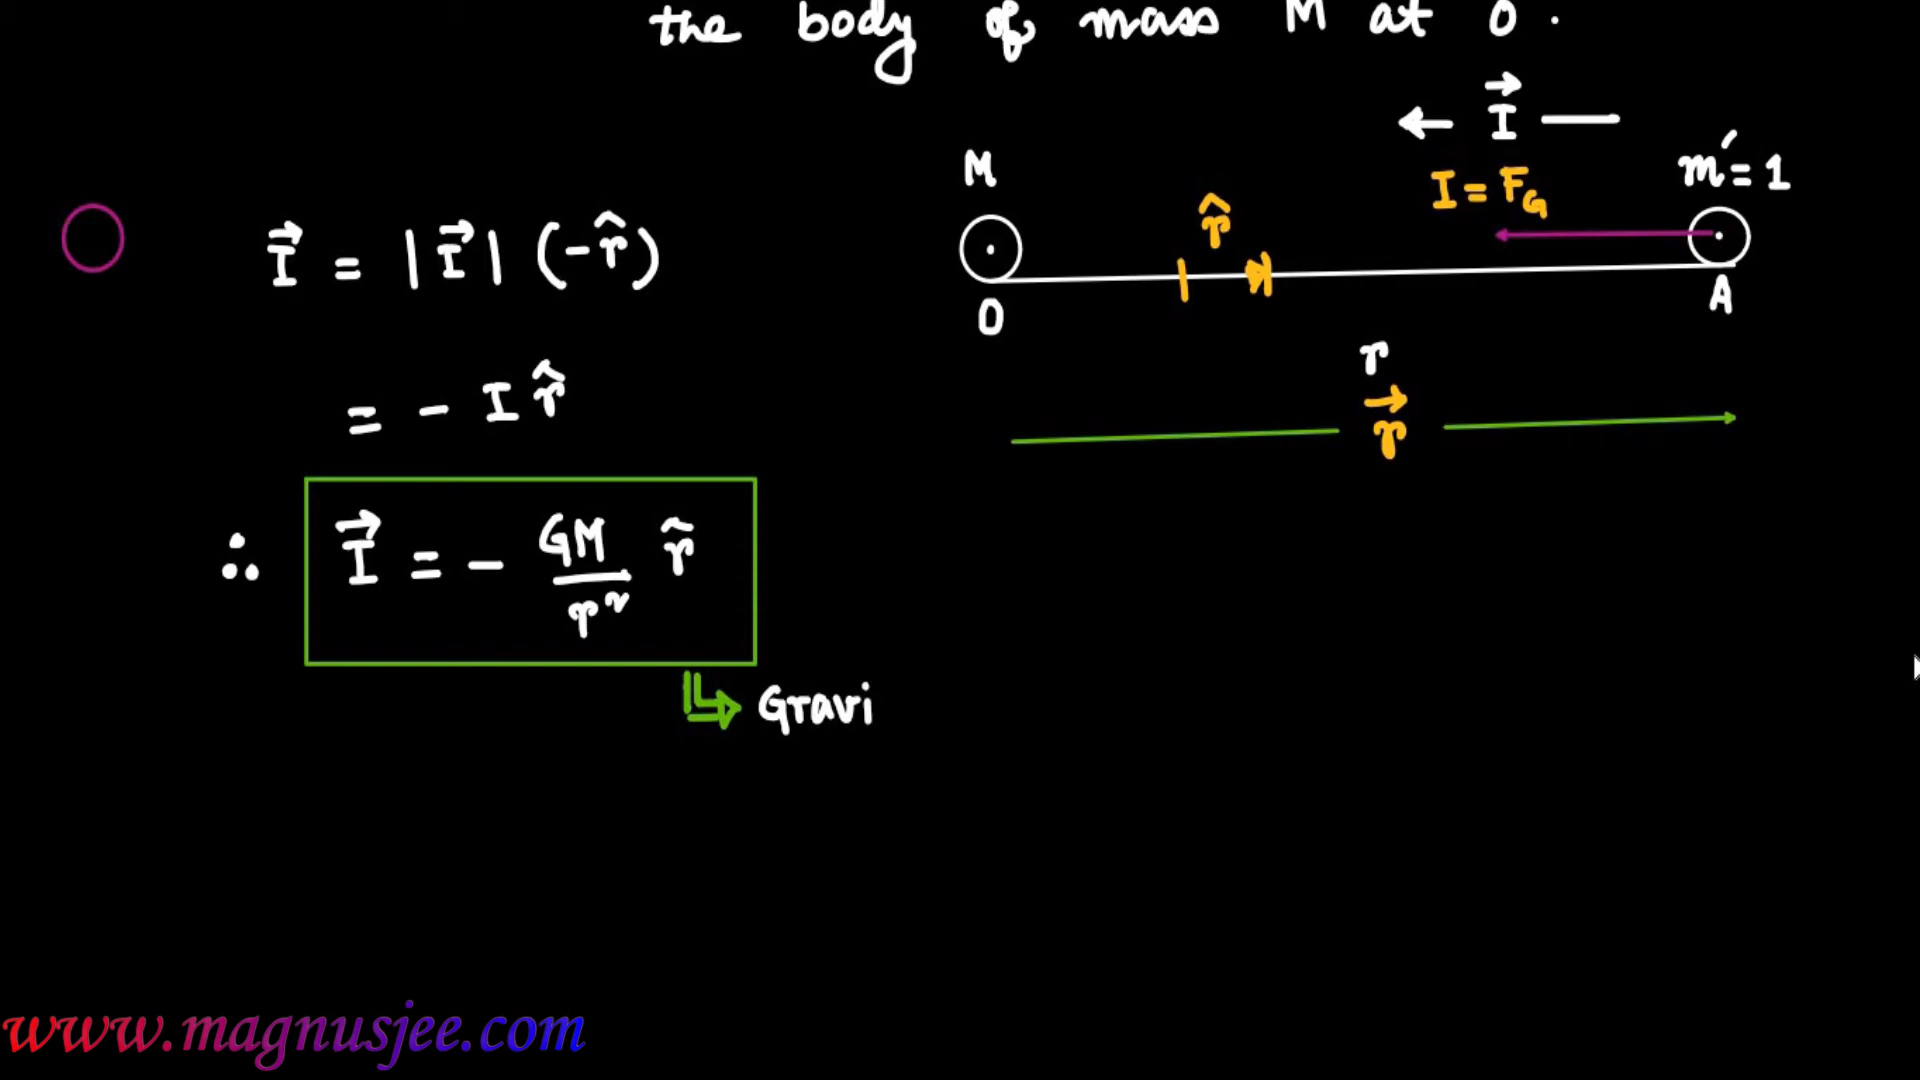 the body of mass M at O.
← I⃗ —
M
m′ = 1
I = F_G
r̂
I⃗ = |I⃗| (-r̂)
O
A
r
r⃗
= - I r̂
∴ I⃗ = - GM/r² r̂
Gravi
www.magnusjee.com